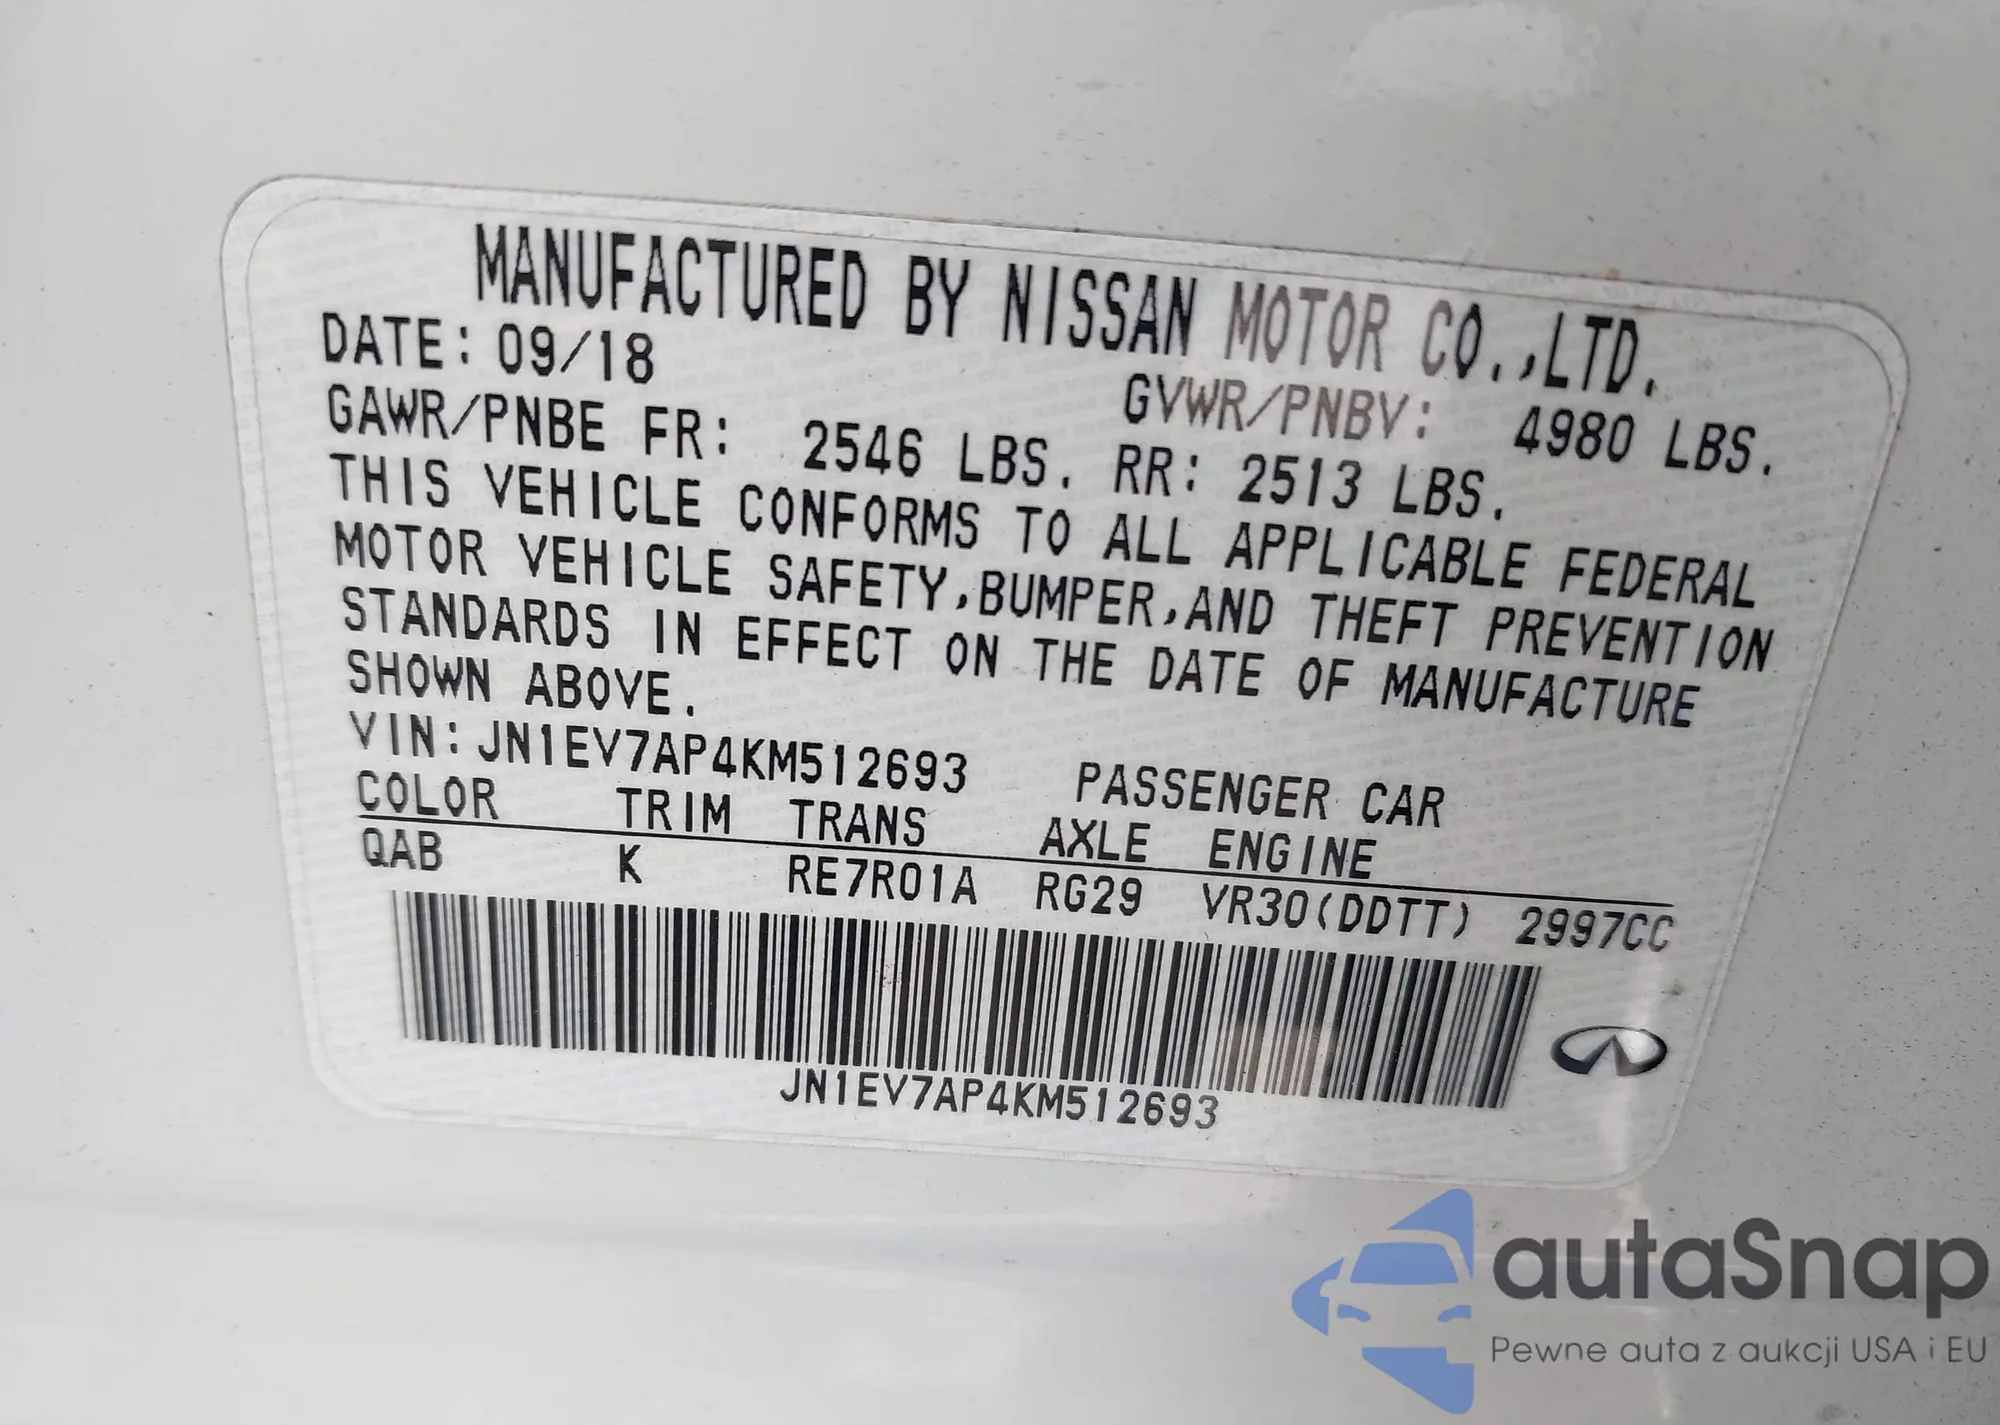 MANUFACTURED BY NISSAN MOTOR CO.,LTD.
DATE: 09/18
GVWR/PNBV: 4980 LBS.
GAWR/PNBE FR: 2546 LBS. RR: 2513 LBS.
THIS VEHICLE CONFORMS TO ALL APPLICABLE FEDERAL
MOTOR VEHICLE SAFETY,BUMPER,AND THEFT PREVENTION
STANDARDS IN EFFECT ON THE DATE OF MANUFACTURE
SHOWN ABOVE.
VIN:JN1EV7AP4KM512693 PASSENGER CAR
COLOR TRIM TRANS AXLE ENGINE
QAB K RE7R01A RG29 VR30(DDTT) 2997CC
JN1EV7AP4KM512693
autaSnap
Pewne auta z aukcji USA i EU